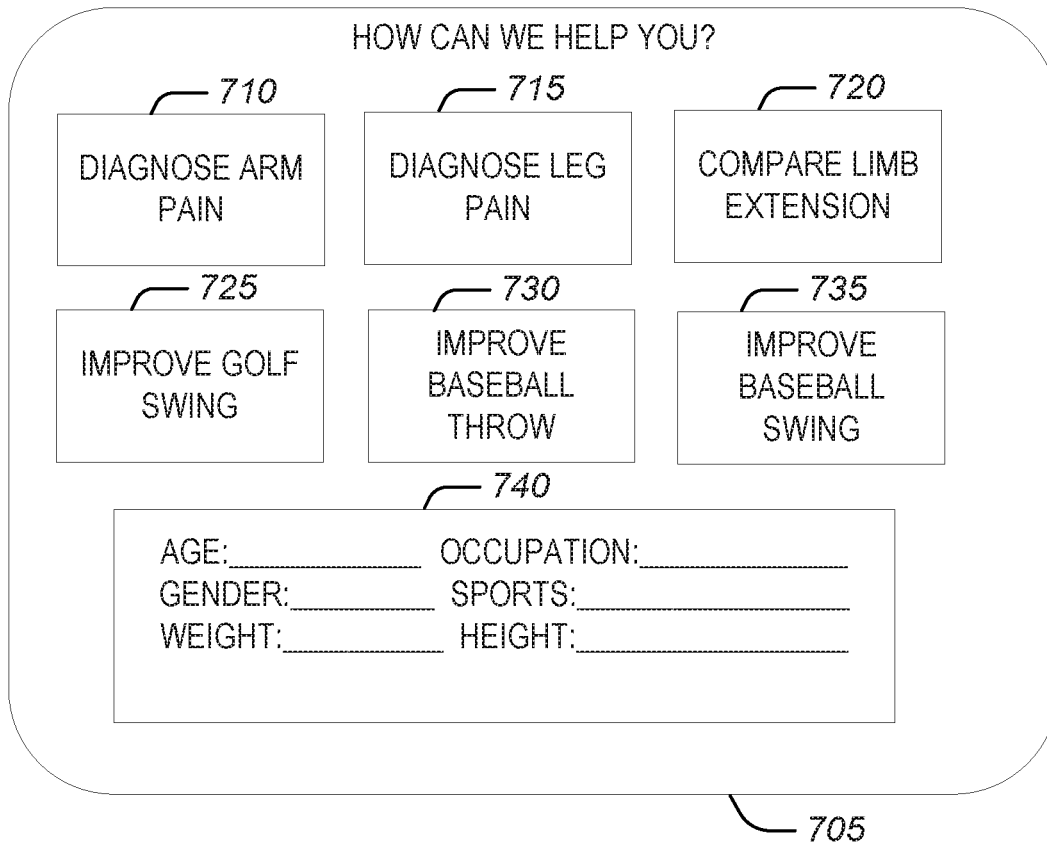 HOW CAN WE HELP YOU?
710
715
720
DIAGNOSE ARM
PAIN
DIAGNOSE LEG
PAIN
COMPARE LIMB
EXTENSION
725
730
735
IMPROVE GOLF
SWING
IMPROVE
BASEBALL
THROW
IMPROVE
BASEBALL
SWING
740
AGE: OCCUPATION:
GENDER: SPORTS:
WEIGHT: HEIGHT:
705